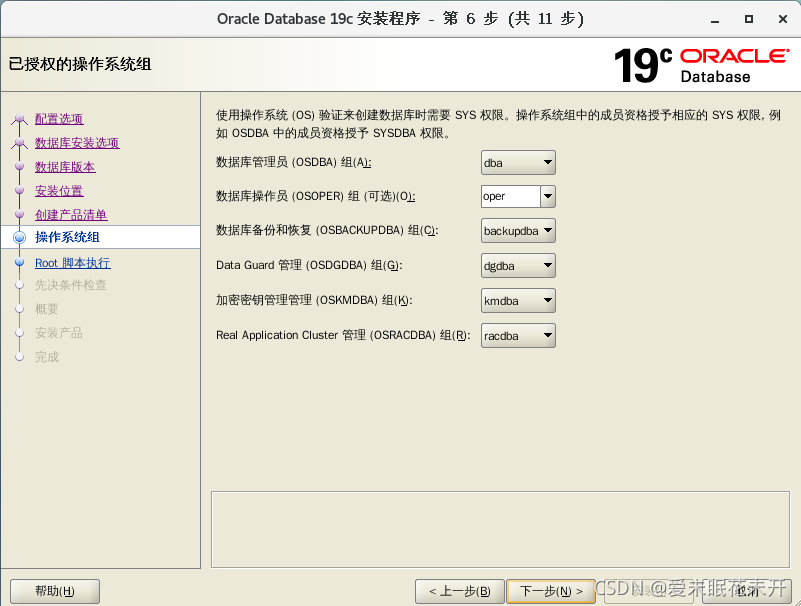 Oracle Database 19c 安装程序 - 第 6 步 (共 11 步)
已授权的操作系统组
19c ORACLE Database
配置选项
数据库安装选项
数据库版本
安装位置
创建产品清单
操作系统组
Root 脚本执行
先决条件检查
概要
安装产品
完成
使用操作系统 (OS) 验证来创建数据库时需要 SYS 权限。操作系统组中的成员资格授予相应的 SYS 权限, 例
如 OSDBA 中的成员资格授予 SYSDBA 权限。
数据库管理员 (OSDBA) 组(A): dba
数据库操作员 (OSOPER) 组 (可选)(O): oper
数据库备份和恢复 (OSBACKUPDBA) 组(C): backupdba
Data Guard 管理 (OSDGDBA) 组(G): dgdba
加密密钥管理管理 (OSKMDBA) 组(K): kmdba
Real Application Cluster 管理 (OSRACDBA) 组(R): racdba
帮助(H) < 上一步(B) 下一步(N) > 取消
CSDN @爱未眠花未开